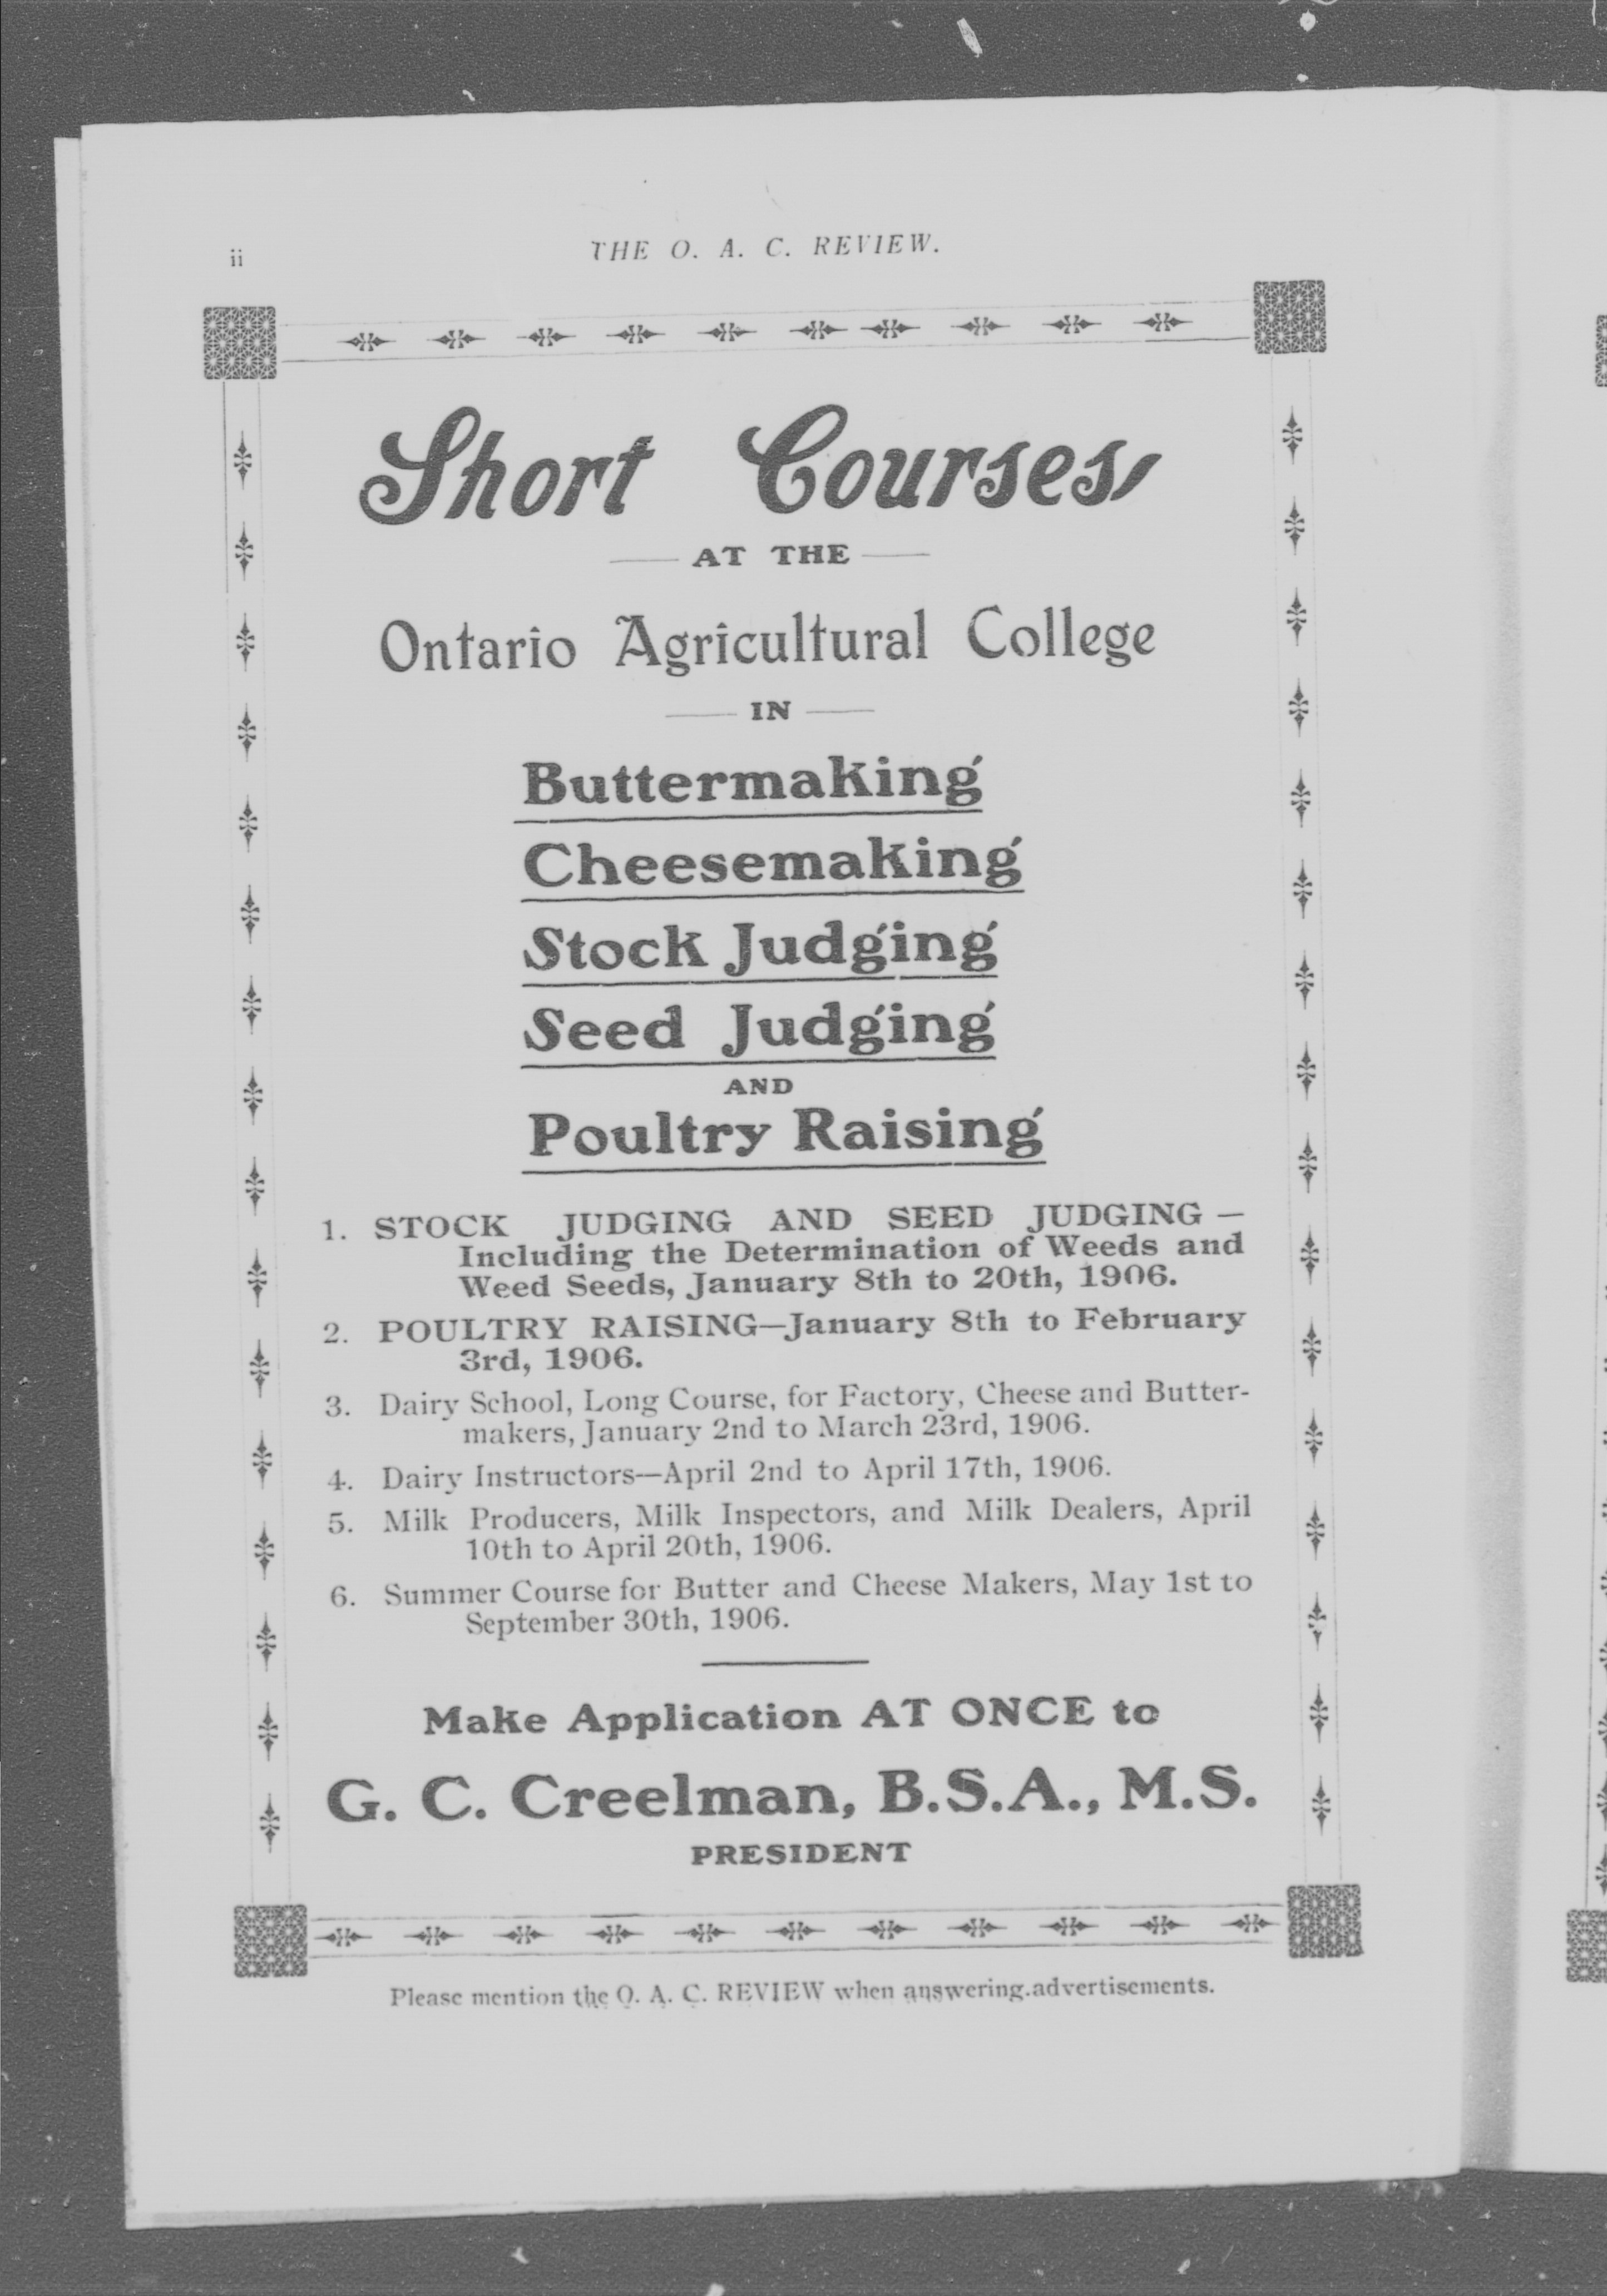 ii
THE O. A. C. REVIEW.
Short Courses
AT THE
Ontario Agricultural College
IN
Buttermaking
Cheesemaking
Stock Judging
Seed Judging
AND
Poultry Raising
1. STOCK JUDGING AND SEED JUDGING —
Including the Determination of Weeds and
Weed Seeds, January 8th to 20th, 1906.
2. POULTRY RAISING—January 8th to February
3rd, 1906.
3. Dairy School, Long Course, for Factory, Cheese and Butter-
makers, January 2nd to March 23rd, 1906.
4. Dairy Instructors—April 2nd to April 17th, 1906.
5. Milk Producers, Milk Inspectors, and Milk Dealers, April
10th to April 20th, 1906.
6. Summer Course for Butter and Cheese Makers, May 1st to
September 30th, 1906.
Make Application AT ONCE to
G. C. Creelman, B.S.A., M.S.
PRESIDENT
Please mention the O. A. C. REVIEW when answering.advertisements.